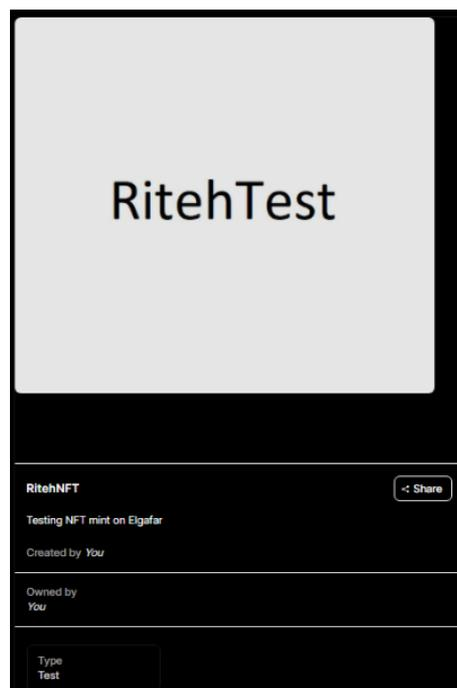 RitehTest
RitehNFT
Share
Testing NFT mint on Elgafar
Created by You
Owned by
You
Type
Test